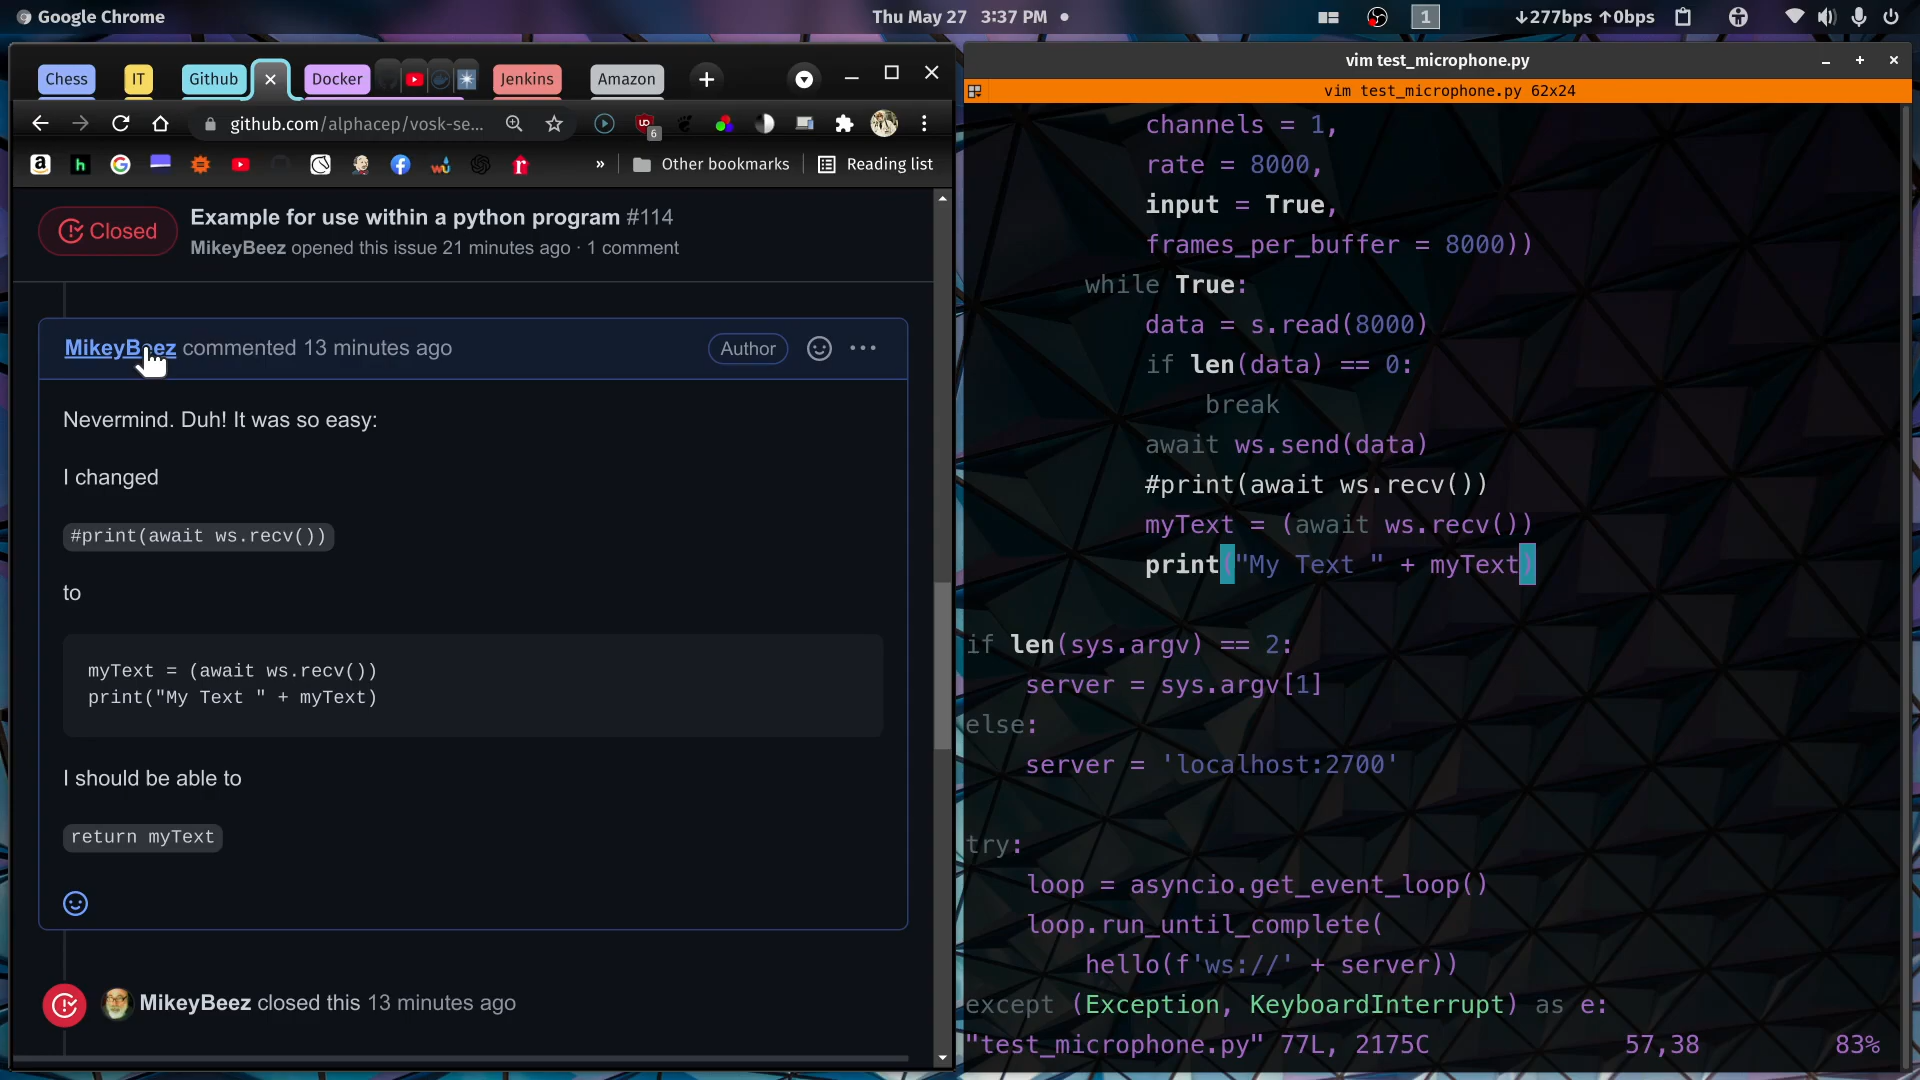 Google Chrome
Thu May 27 3:37 PM
1
↓277bps ↑0bps
Chess
IT
Github
Docker
Jenkins
Amazon
github.com/alphacep/vosk-se...
6
Other bookmarks
Reading list
Closed
Example for use within a python program #114
MikeyBeez opened this issue 21 minutes ago · 1 comment
MikeyBeez commented 13 minutes ago
Author
Nevermind. Duh! It was so easy:
I changed
#print(await ws.recv())
to
myText = (await ws.recv())
print("My Text " + myText)
I should be able to
return myText
MikeyBeez closed this 13 minutes ago
vim test_microphone.py
vim test_microphone.py 62x24
channels = 1,
rate = 8000,
input = True,
frames_per_buffer = 8000))
while True:
data = s.read(8000)
if len(data) == 0:
break
await ws.send(data)
#print(await ws.recv())
myText = (await ws.recv())
print("My Text " + myText)
if len(sys.argv) == 2:
server = sys.argv[1]
else:
server = 'localhost:2700'
try:
loop = asyncio.get_event_loop()
loop.run_until_complete(
hello(f'ws://' + server))
except (Exception, KeyboardInterrupt) as e:
"test_microphone.py" 77L, 2175C 57,38 83%